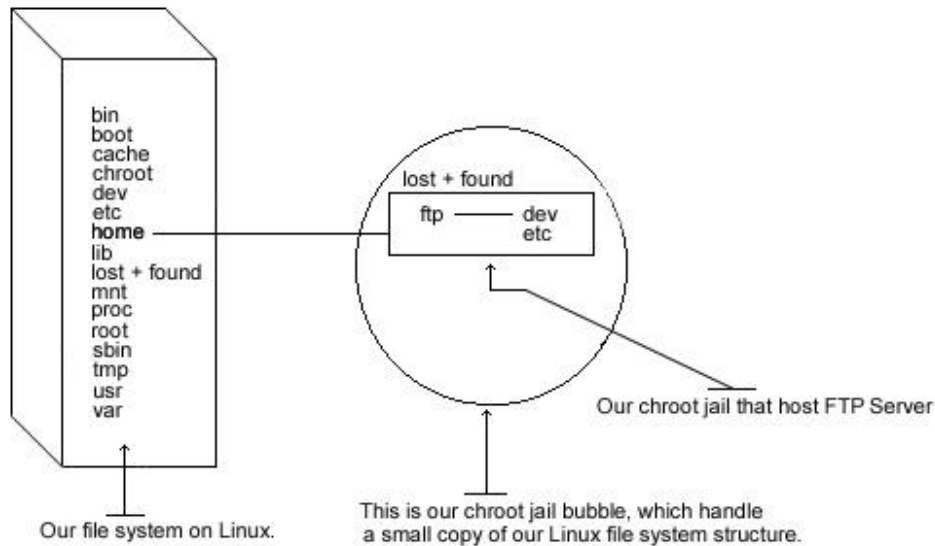 bin
boot
cache
chroot
dev
etc
home
lib
lost + found
mnt
proc
root
sbin
tmp
usr
var
Our file system on Linux.
lost + found
ftp dev
etc
Our chroot jail that host FTP Server
This is our chroot jail bubble, which handle
a small copy of our Linux file system structure.